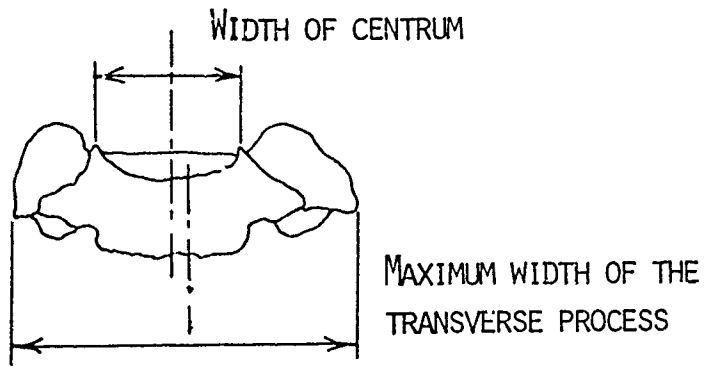 WIDTH OF CENTRUM
MAXIMUM WIDTH OF THE
TRANSVERSE PROCESS